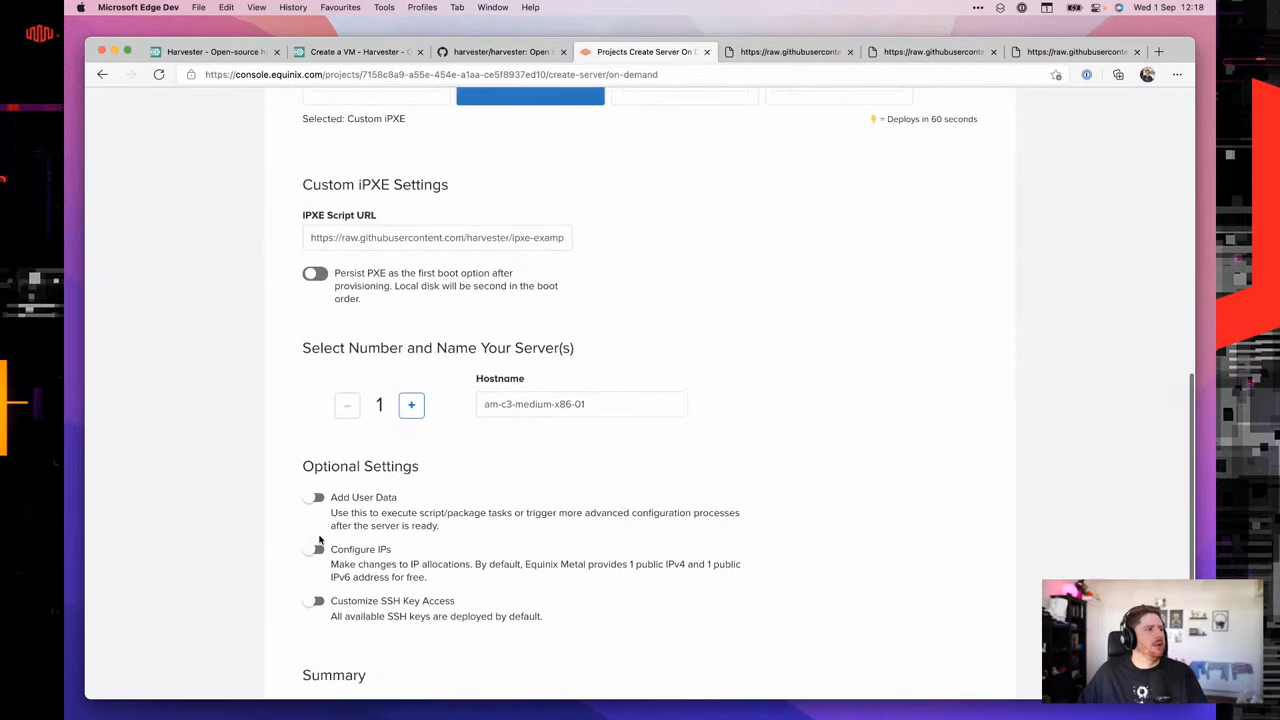 Microsoft Edge Dev File Edit View History Favourites Tools Profiles Tab Window Help ••• Wed 1 Sep 12:18
Harvester - Open-source hy Create a VM - Harvester - C harvester/harvester: Open s Projects Create Server On D https://raw.githubusercont https://raw.githubusercont https://raw.githubusercont
https://console.equinix.com/projects/7158c8a9-a55e-454e-a1aa-ce5f8937ed10/create-server/on-demand
Selected: Custom iPXE
= Deploys in 60 seconds
Custom iPXE Settings
IPXE Script URL
https://raw.githubusercontent.com/harvester/ipxe-examp
Persist PXE as the first boot option after
provisioning. Local disk will be second in the boot
order.
Select Number and Name Your Server(s)
Hostname
1
am-c3-medium-x86-01
Optional Settings
Add User Data
Use this to execute script/package tasks or trigger more advanced configuration processes
after the server is ready.
Configure IPs
Make changes to IP allocations. By default, Equinix Metal provides 1 public IPv4 and 1 public
IPv6 address for free.
Customize SSH Key Access
All available SSH keys are deployed by default.
Summary